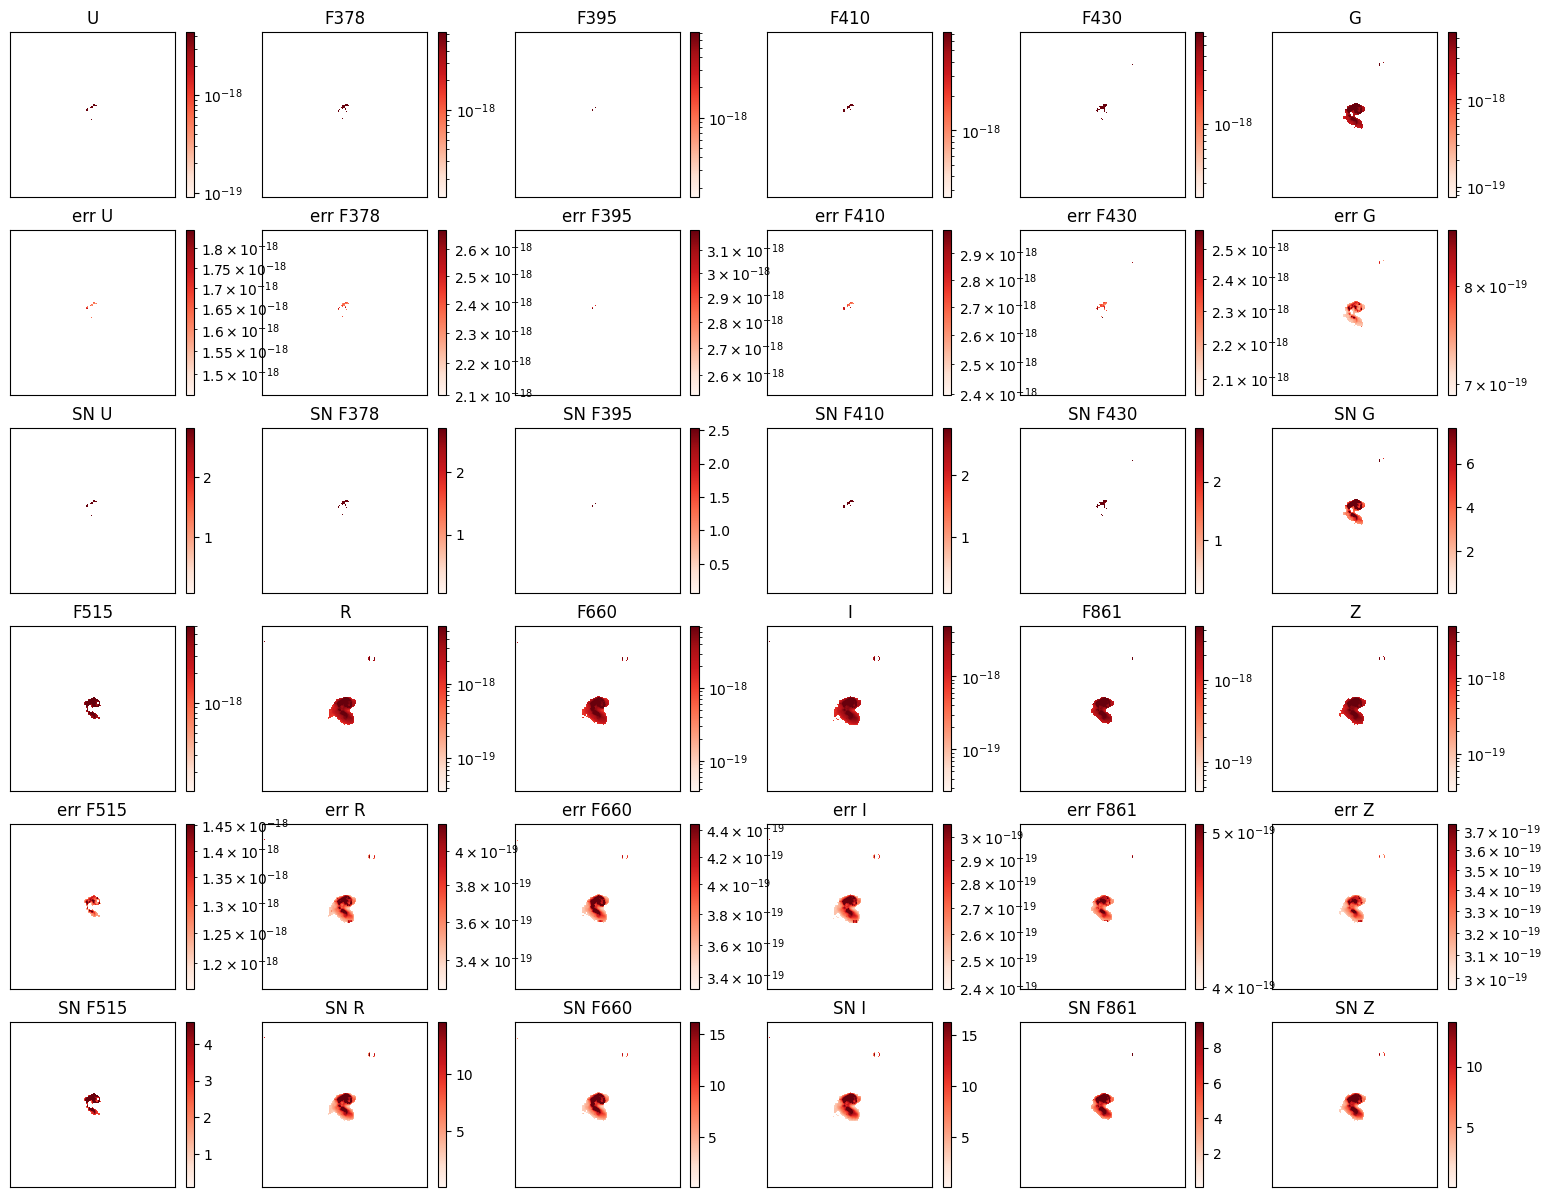 U F378 F395 F410 F430 G
10⁻¹⁸ 10⁻¹⁸ 10⁻¹⁸ 10⁻¹⁸ 10⁻¹⁸ 10⁻¹⁸
10⁻¹⁹ 10⁻¹⁹
err U err F378 err F395 err F410 err F430 err G
1.8 × 10⁻¹⁸ 2.6 × 10⁻¹⁸ 3.1 × 10⁻¹⁸ 2.9 × 10⁻¹⁸ 2.5 × 10⁻¹⁸ 8 × 10⁻¹⁹
1.75 × 10⁻¹⁸ 2.5 × 10⁻¹⁸ 3 × 10⁻¹⁸ 2.8 × 10⁻¹⁸ 2.4 × 10⁻¹⁸ 7 × 10⁻¹⁹
1.7 × 10⁻¹⁸ 2.4 × 10⁻¹⁸ 2.9 × 10⁻¹⁸ 2.7 × 10⁻¹⁸ 2.3 × 10⁻¹⁸
1.65 × 10⁻¹⁸ 2.3 × 10⁻¹⁸ 2.8 × 10⁻¹⁸ 2.6 × 10⁻¹⁸ 2.2 × 10⁻¹⁸
1.6 × 10⁻¹⁸ 2.2 × 10⁻¹⁸ 2.7 × 10⁻¹⁸ 2.5 × 10⁻¹⁸ 2.1 × 10⁻¹⁸
1.55 × 10⁻¹⁸ 2.1 × 10⁻¹⁸ 2.6 × 10⁻¹⁸ 2.4 × 10⁻¹⁸
1.5 × 10⁻¹⁸
SN U SN F378 SN F395 SN F410 SN F430 SN G
2 2 2.5 2 2 6
1 1 2.0 1 1 4
1.5 2
1.0
0.5
F515 R F660 I F861 Z
10⁻¹⁸ 10⁻¹⁸ 10⁻¹⁸ 10⁻¹⁸ 10⁻¹⁸ 10⁻¹⁸
10⁻¹⁹ 10⁻¹⁹ 10⁻¹⁹ 10⁻¹⁹ 10⁻¹⁹
err F515 err R err F660 err I err F861 err Z
1.45 × 10⁻¹⁸ 4 × 10⁻¹⁹ 4.4 × 10⁻¹⁹ 3 × 10⁻¹⁹ 5 × 10⁻¹⁹ 3.7 × 10⁻¹⁹
1.4 × 10⁻¹⁸ 3.8 × 10⁻¹⁹ 4.2 × 10⁻¹⁹ 2.9 × 10⁻¹⁹ 4 × 10⁻¹⁹ 3.6 × 10⁻¹⁹
1.35 × 10⁻¹⁸ 3.6 × 10⁻¹⁹ 4 × 10⁻¹⁹ 2.8 × 10⁻¹⁹ 3.5 × 10⁻¹⁹
1.3 × 10⁻¹⁸ 3.4 × 10⁻¹⁹ 3.8 × 10⁻¹⁹ 2.7 × 10⁻¹⁹ 3.4 × 10⁻¹⁹
1.25 × 10⁻¹⁸ 3.6 × 10⁻¹⁹ 2.6 × 10⁻¹⁹ 3.3 × 10⁻¹⁹
1.2 × 10⁻¹⁸ 3.4 × 10⁻¹⁹ 2.5 × 10⁻¹⁹ 3.2 × 10⁻¹⁹
2.4 × 10⁻¹⁹ 3.1 × 10⁻¹⁹
3 × 10⁻¹⁹
SN F515 SN R SN F660 SN I SN F861 SN Z
4 10 15 15 8 10
3 5 10 10 6 5
2 5 5 4
1 2